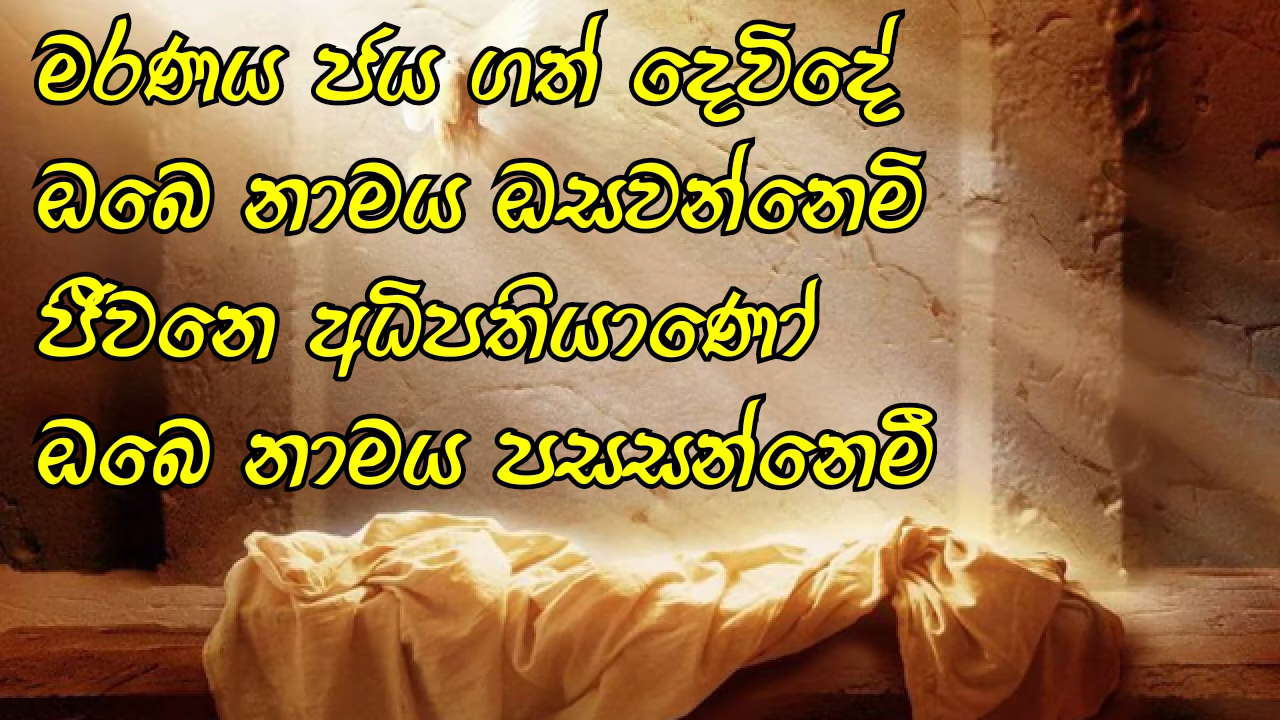 මරණය ජය ගත් දෙවිදේ
ඔබෙ නාමය ඔසවන්නෙමි
ජීවනෙ අධිපතියාණෝ
ඔබෙ නාමය පසසන්නෙමී